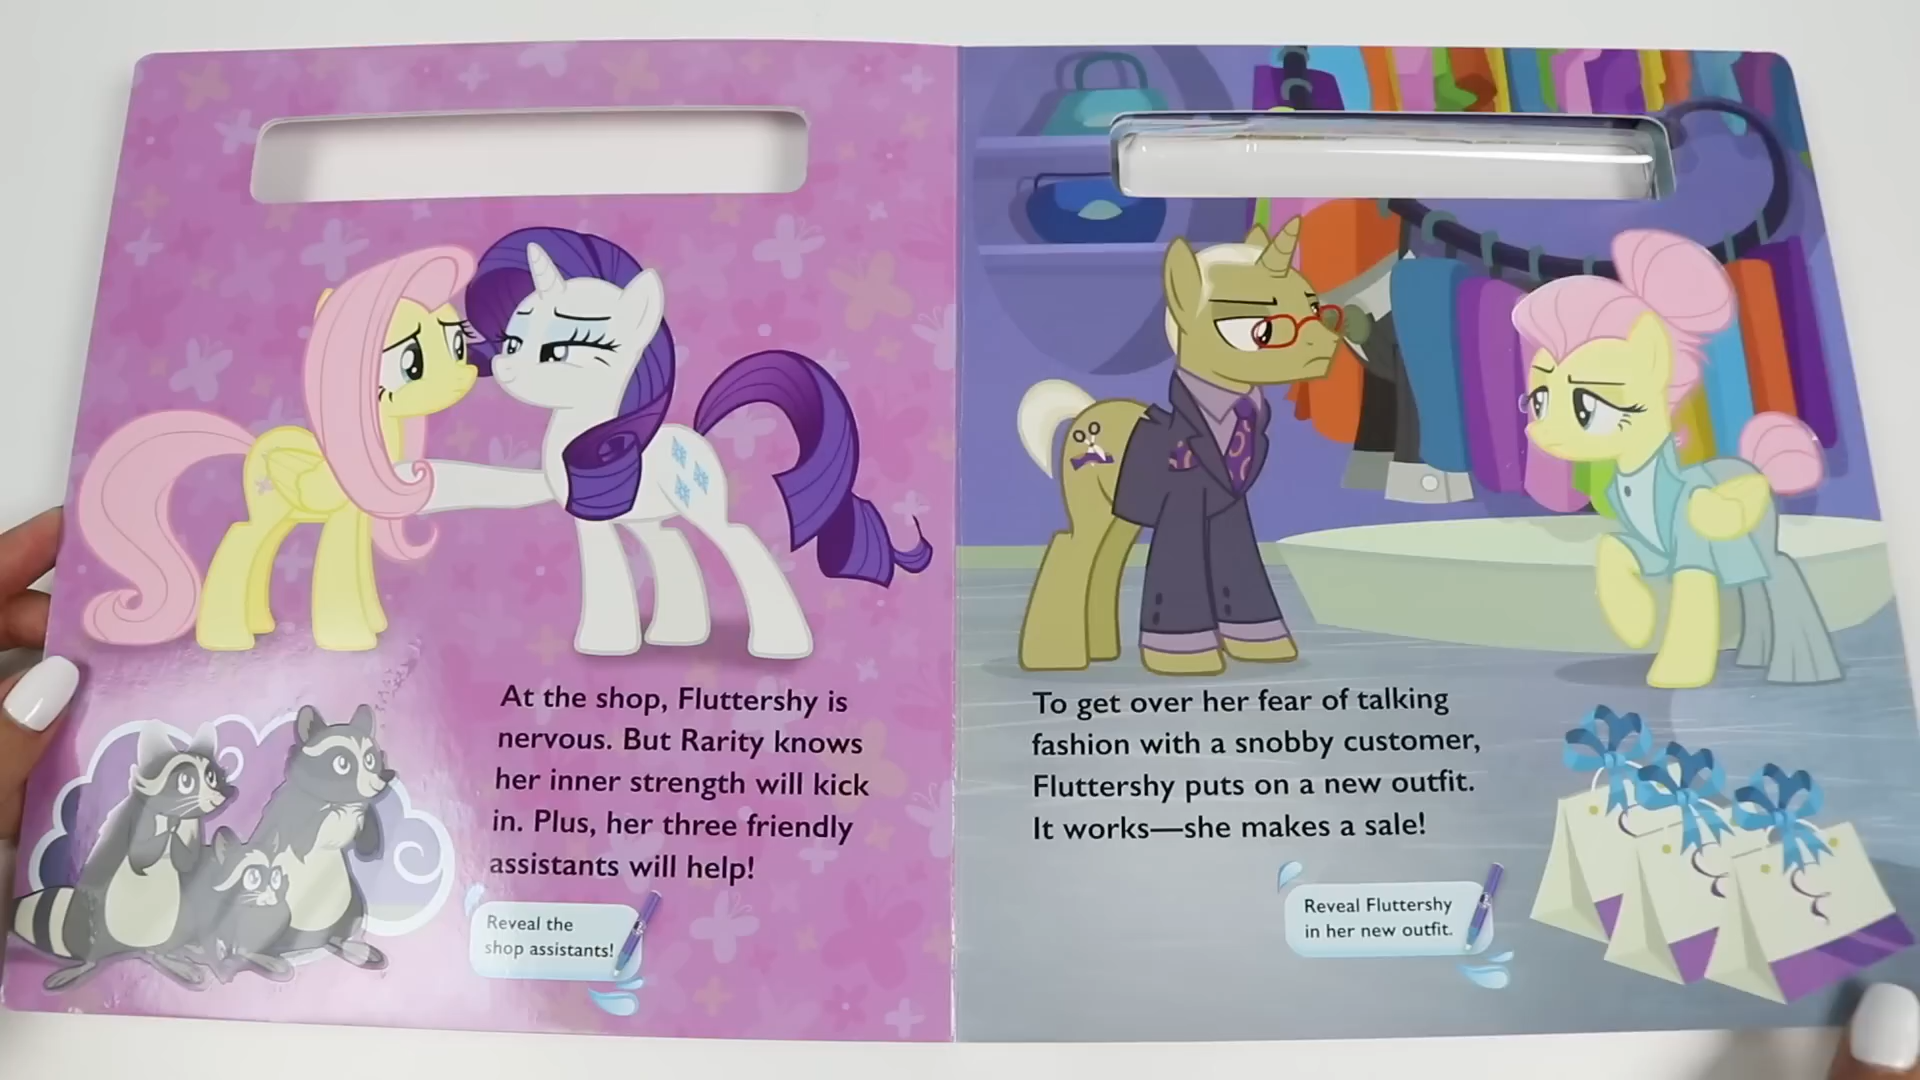 At the shop, Fluttershy is
nervous. But Rarity knows
her inner strength will kick
in. Plus, her three friendly
assistants will help!
Reveal the
shop assistants!
To get over her fear of talking
fashion with a snobby customer,
Fluttershy puts on a new outfit.
It works—she makes a sale!
Reveal Fluttershy
in her new outfit.